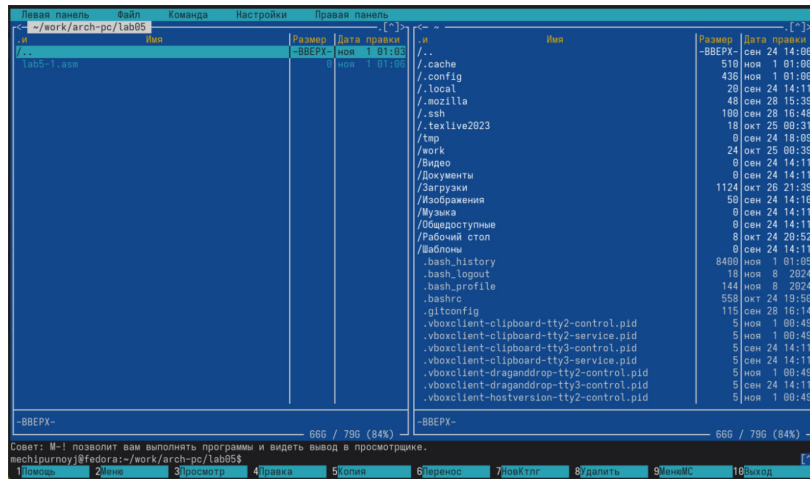 Левая панель Файл Команда Настройки Правая панель
<- ~/work/arch-pc/lab05 .[^]>
.и Имя Размер Дата правки
/.. -ВВЕРХ- ноя 1 01:03
lab5-1.asm 0 ноя 1 01:06
-ВВЕРХ-
66G / 79G (84%)
<- ~ .[^]>
.и Имя Размер Дата правки
/.. -ВВЕРХ- сен 24 14:06
/.cache 510 ноя 1 01:00
/.config 436 ноя 1 01:00
/.local 20 сен 24 14:11
/.mozilla 48 сен 28 15:39
/.ssh 100 сен 28 16:48
/.texlive2023 18 окт 25 00:31
/tmp 0 сен 24 18:09
/work 24 окт 25 00:39
/Видео 0 сен 24 14:11
/Документы 0 сен 24 14:11
/Загрузки 1124 окт 26 21:39
/Изображения 50 сен 24 14:16
/Музыка 0 сен 24 14:11
/Общедоступные 0 сен 24 14:11
/Рабочий стол 8 окт 24 20:52
/Шаблоны 0 сен 24 14:11
.bash_history 8400 ноя 1 01:05
.bash_logout 18 ноя 8 2024
.bash_profile 144 ноя 8 2024
.bashrc 558 окт 24 19:50
.gitconfig 115 сен 28 16:14
.vboxclient-clipboard-tty2-control.pid 5 ноя 1 00:49
.vboxclient-clipboard-tty2-service.pid 5 ноя 1 00:49
.vboxclient-clipboard-tty3-control.pid 5 сен 24 14:11
.vboxclient-clipboard-tty3-service.pid 5 сен 24 14:11
.vboxclient-draganddrop-tty2-control.pid 5 ноя 1 00:49
.vboxclient-draganddrop-tty3-control.pid 5 сен 24 14:11
.vboxclient-hostversion-tty2-control.pid 5 ноя 1 00:49
-ВВЕРХ-
66G / 79G (84%)
Совет: M-! позволит вам выполнять программы и видеть вывод в просмотрщике.
mechipurnoyj@fedora:~/work/arch-pc/lab05$ [^]
1Помощь 2Меню 3Просмотр 4Правка 5Копия 6Перенос 7НовКтлг 8Удалить 9МенюMC 10Выход